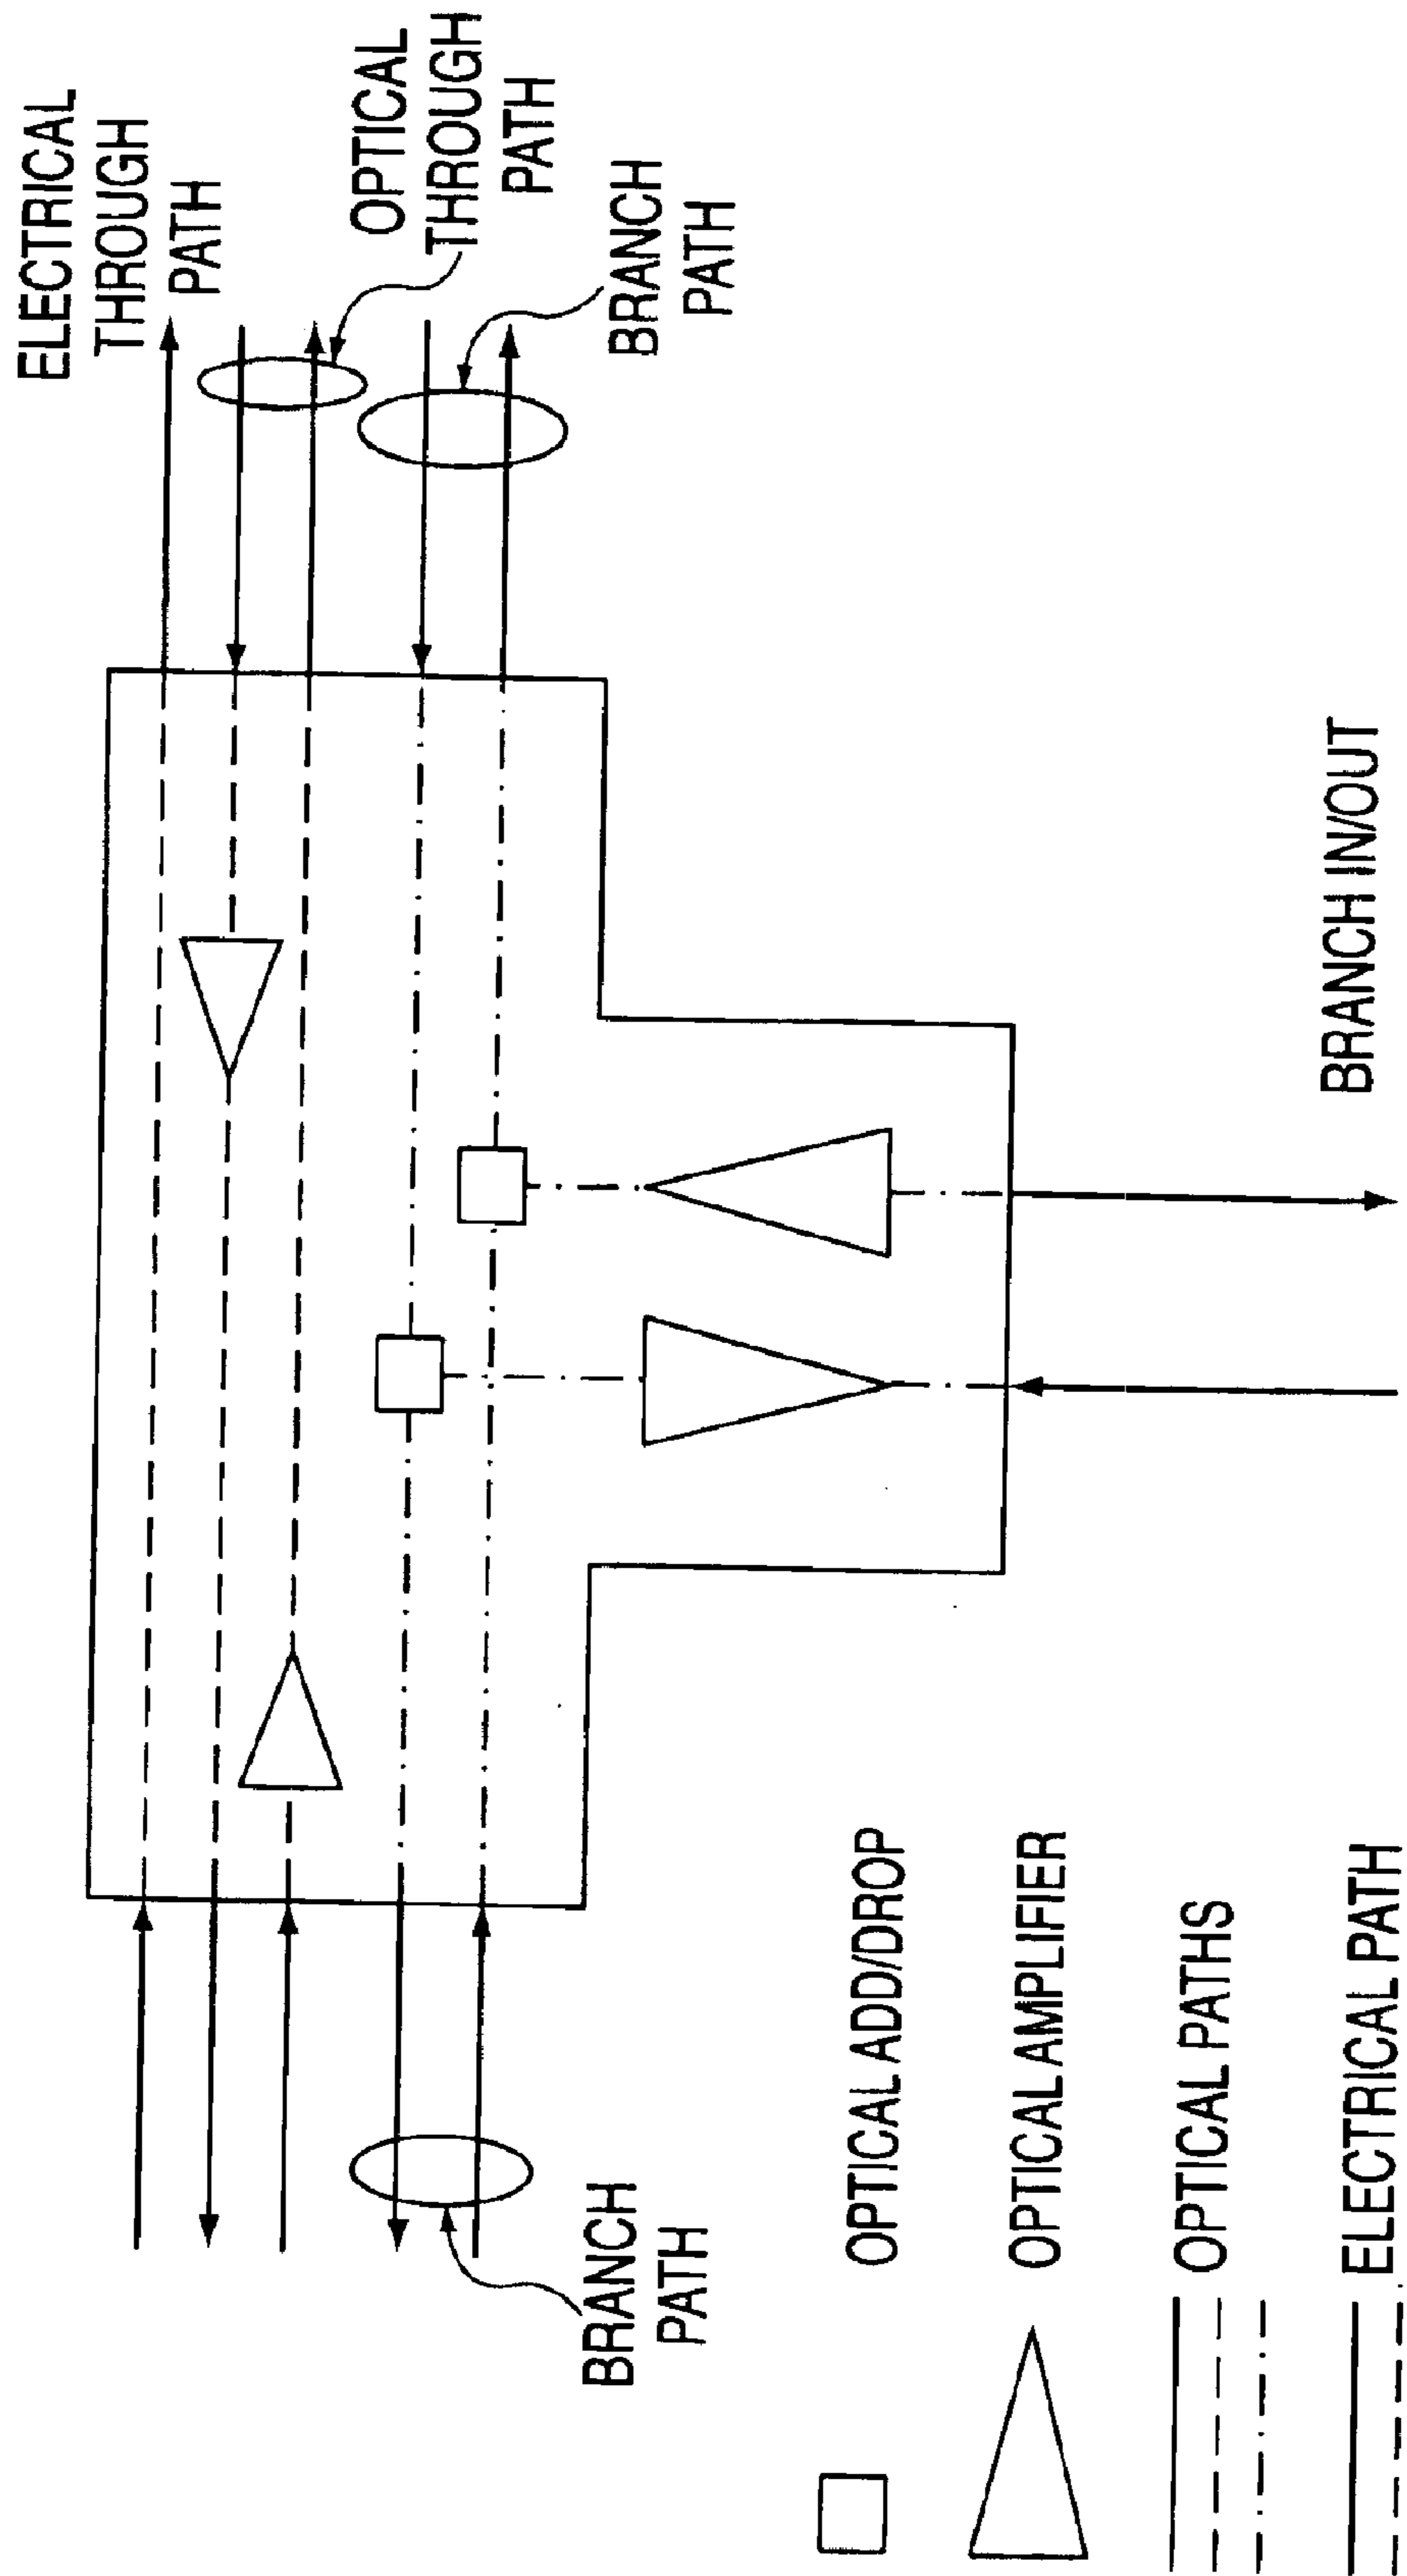 ELECTRICAL
THROUGH
PATH
OPTICAL
THROUGH
PATH
BRANCH
PATH
BRANCH IN/OUT
BRANCH
PATH
OPTICAL ADD/DROP
OPTICAL AMPLIFIER
OPTICAL PATHS
ELECTRICAL PATH